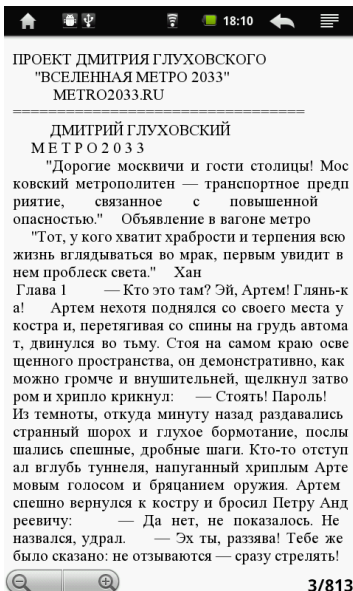 18:10
ПРОЕКТ ДМИТРИЯ ГЛУХОВСКОГО
"ВСЕЛЕННАЯ МЕТРО 2033"
METRO2033.RU
=================================
ДМИТРИЙ ГЛУХОВСКИЙ
М Е Т Р О 2 0 3 3
"Дорогие москвичи и гости столицы! Мос
ковский метрополитен — транспортное предп
риятие, связанное с повышенной
опасностью." Объявление в вагоне метро
"Тот, у кого хватит храбрости и терпения всю
жизнь вглядываться во мрак, первым увидит в
нем проблеск света." Хан
Глава 1 — Кто это там? Эй, Артем! Глянь-к
а! Артем нехотя поднялся со своего места у
костра и, перетягивая со спины на грудь автома
т, двинулся во тьму. Стоя на самом краю осве
щенного пространства, он демонстративно, как
можно громче и внушительней, щелкнул затво
ром и хрипло крикнул: — Стоять! Пароль!
Из темноты, откуда минуту назад раздавались
странный шорох и глухое бормотание, послы
шались спешные, дробные шаги. Кто-то отступ
ал вглубь туннеля, напуганный хриплым Арте
мовым голосом и бряцанием оружия. Артем
спешно вернулся к костру и бросил Петру Анд
реевичу: — Да нет, не показалось. Не
назвался, удрал. — Эх ты, раззява! Тебе же
было сказано: не отзываются — сразу стрелять!
3/813